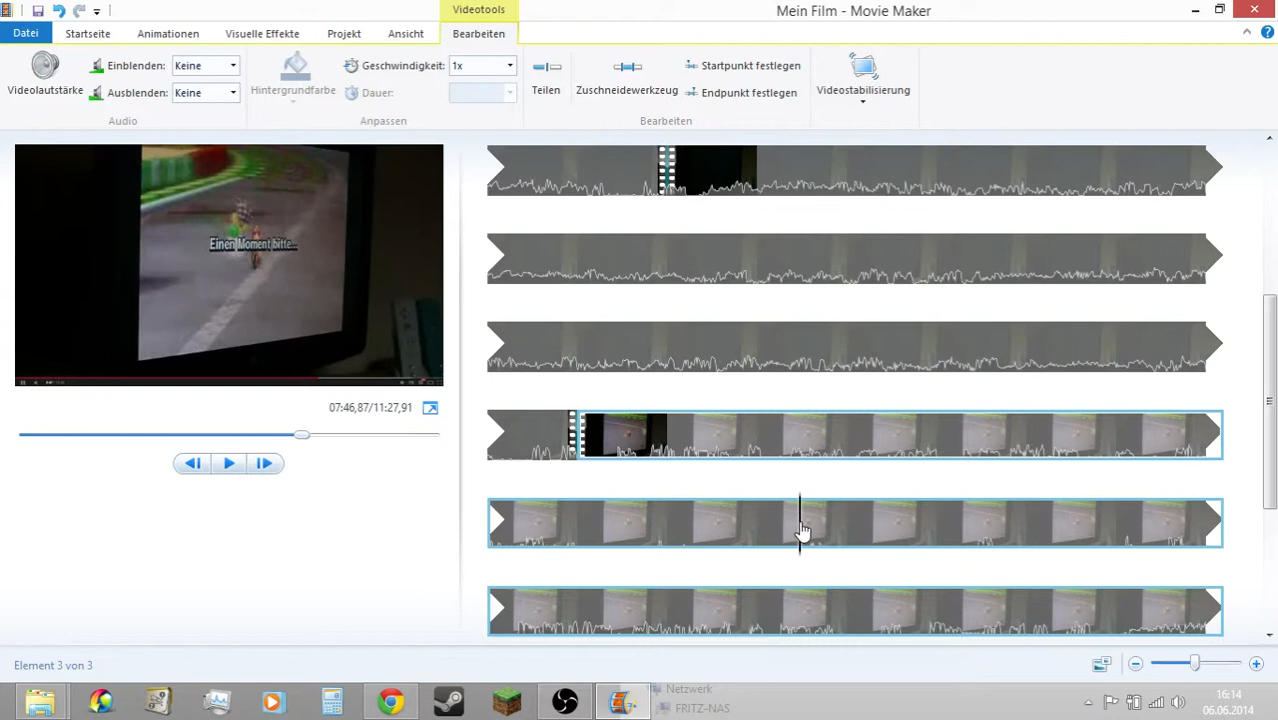 Videotools
Mein Film - Movie Maker
Datei
Startseite
Animationen
Visuelle Effekte
Projekt
Ansicht
Bearbeiten
Videolautstärke
Einblenden: Keine
Ausblenden: Keine
Audio
Hintergrundfarbe
Geschwindigkeit: 1x
Dauer:
Anpassen
Teilen
Zuschneidewerkzeug
Startpunkt festlegen
Endpunkt festlegen
Bearbeiten
Videostabilisierung
Einen Moment bitte...
07:46,87/11:27,91
Element 3 von 3
Netzwerk
FRITZ-NAS
16:14
06.06.2014